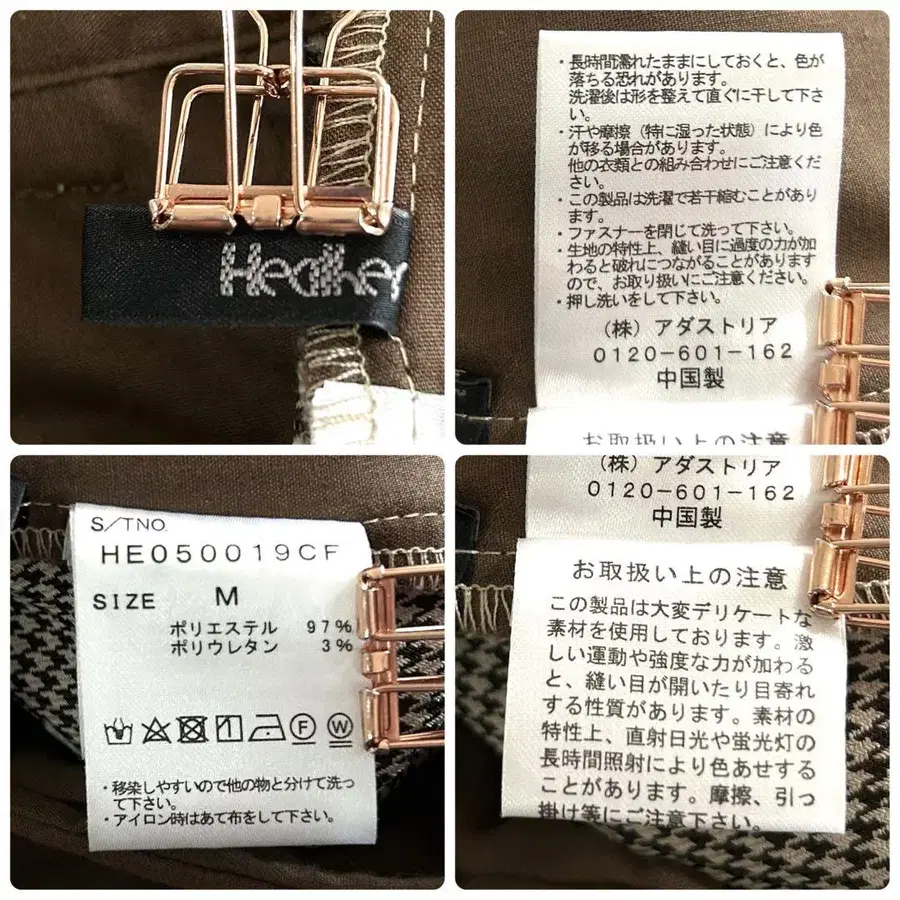 Heather
・長時間濡れたままにしておくと、色が
落ちる恐れがあります。
洗濯後は形を整えて直ぐに干して下さ
い。
・汗や摩擦（特に湿った状態）により色
が移る場合があります。
他の衣類との組み合わせにご注意くだ
さい。
・この製品は洗濯で若干縮むことがあり
ます。
・ファスナーを閉じて洗って下さい。
・生地の特性上、縫い目に過度の力が加
わると破れにつながることがあります
ので、お取り扱いにご注意ください。
・押し洗いをして下さい。
（株）アダストリア
0120-601-162
中国製
お取扱い上の注意
S/TNO.
HE050019CF
SIZE M
ポリエステル 97%
ポリウレタン 3%
F W
・移染しやすいので他の物と分けて洗っ
て下さい。
・アイロン時はあて布をして下さい。
（株）アダストリア
0120-601-162
中国製
お取扱い上の注意
この製品は大変デリケートな
素材を使用しております。激
しい運動や強度な力が加わる
と、縫い目が開いたり目寄れ
する性質があります。素材の
特性上、直射日光や蛍光灯の
長時間照射により色あせする
ことがあります。摩擦、引っ
掛け等にご注意下さい。